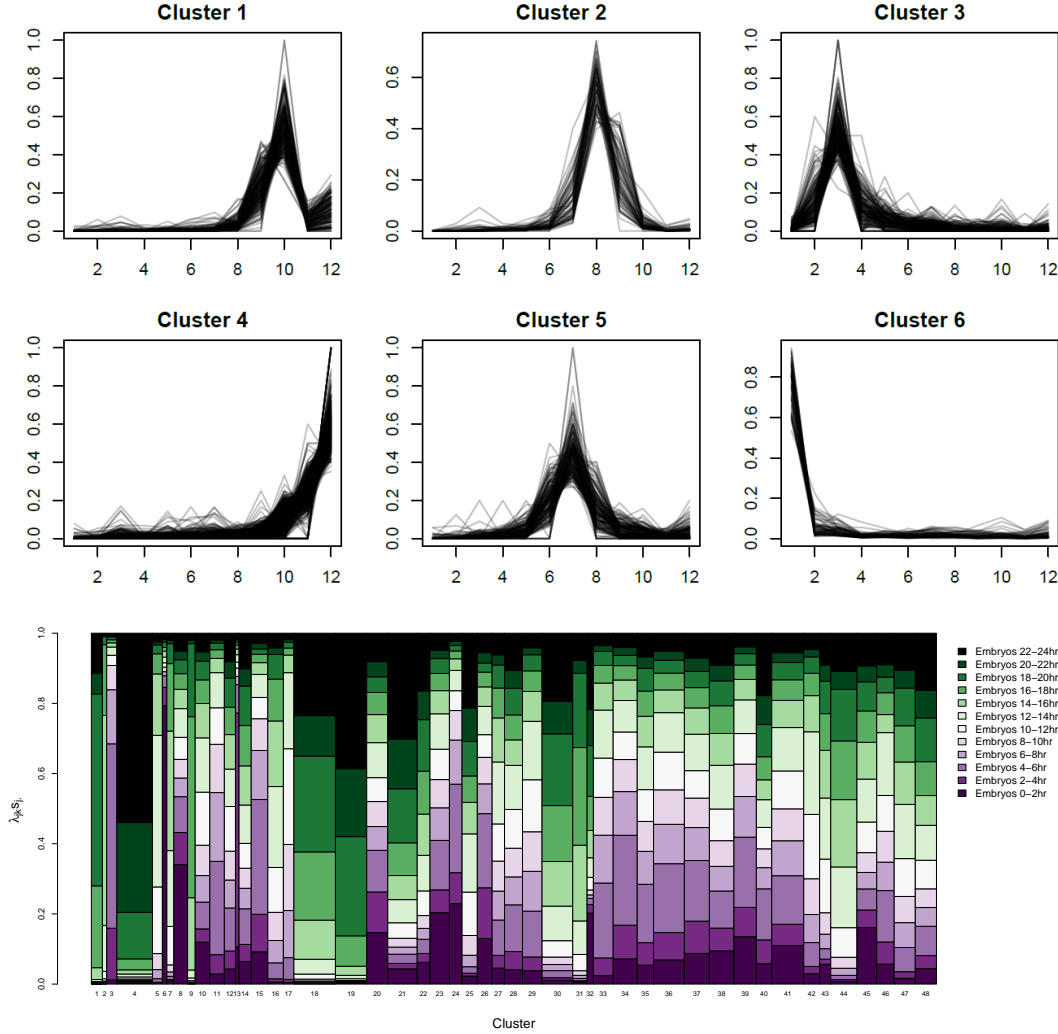 Cluster 1 Cluster 2 Cluster 3
0.0 0.2 0.4 0.6 0.8 1.0
2 4 6 8 10 12
0.0 0.2 0.4 0.6
2 4 6 8 10 12
0.0 0.2 0.4 0.6 0.8 1.0
2 4 6 8 10 12
Cluster 4 Cluster 5 Cluster 6
0.0 0.2 0.4 0.6 0.8 1.0
2 4 6 8 10 12
0.0 0.2 0.4 0.6 0.8 1.0
2 4 6 8 10 12
0.0 0.2 0.4 0.6 0.8
2 4 6 8 10 12
λjksj.
0.0 0.2 0.4 0.6 0.8 1.0
1 2 3 4 5 6 7 8 9 10 11 12 13 14 15 16 17 18 19 20 21 22 23 24 25 26 27 28 29 30 31 32 33 34 35 36 37 38 39 40 41 42 43 44 45 46 47 48
Cluster
Embryos 22−24hr
Embryos 20−22hr
Embryos 18−20hr
Embryos 16−18hr
Embryos 14−16hr
Embryos 12−14hr
Embryos 10−12hr
Embryos 8−10hr
Embryos 6−8hr
Embryos 4−6hr
Embryos 2−4hr
Embryos 0−2hr